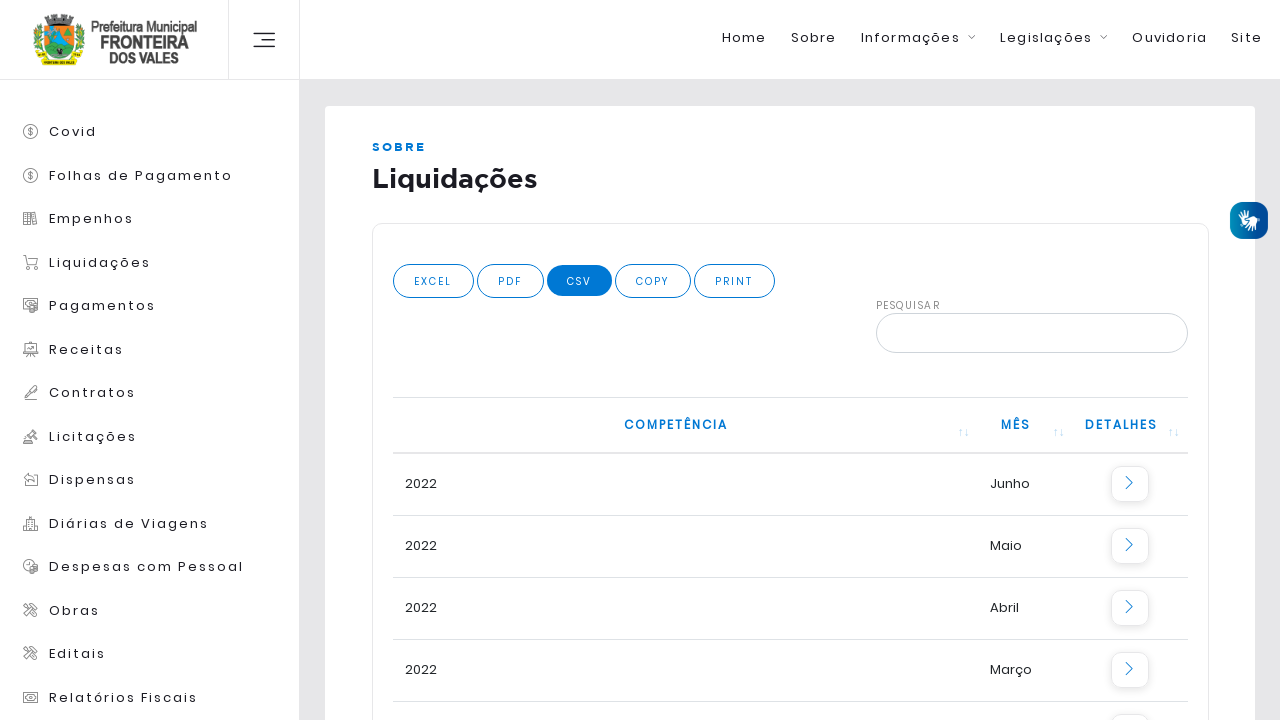 Prefeitura Municipal
FRONTEIRA
DOS VALES
Home
Sobre
Informações
Legislações
Ouvidoria
Site
Covid
Folhas de Pagamento
Empenhos
Liquidações
Pagamentos
Receitas
Contratos
Licitações
Dispensas
Diárias de Viagens
Despesas com Pessoal
Obras
Editais
Relatórios Fiscais
SOBRE
Liquidações
EXCEL
PDF
CSV
COPY
PRINT
PESQUISAR
COMPETÊNCIA
MÊS
DETALHES
2022 Junho
2022 Maio
2022 Abril
2022 Março